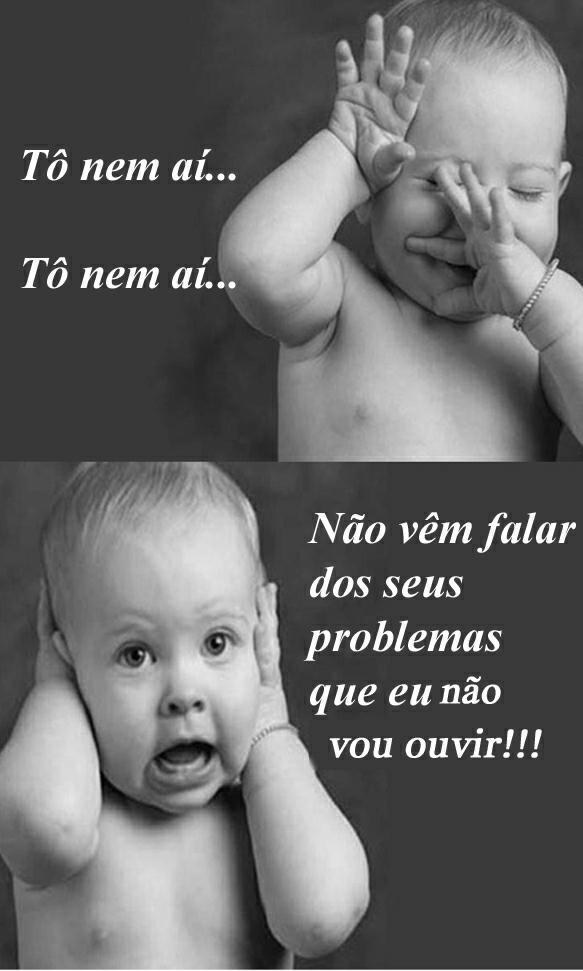 Tô nem aí...
Tô nem aí...
Não vêm falar
dos seus
problemas
que eu não
vou ouvir!!!